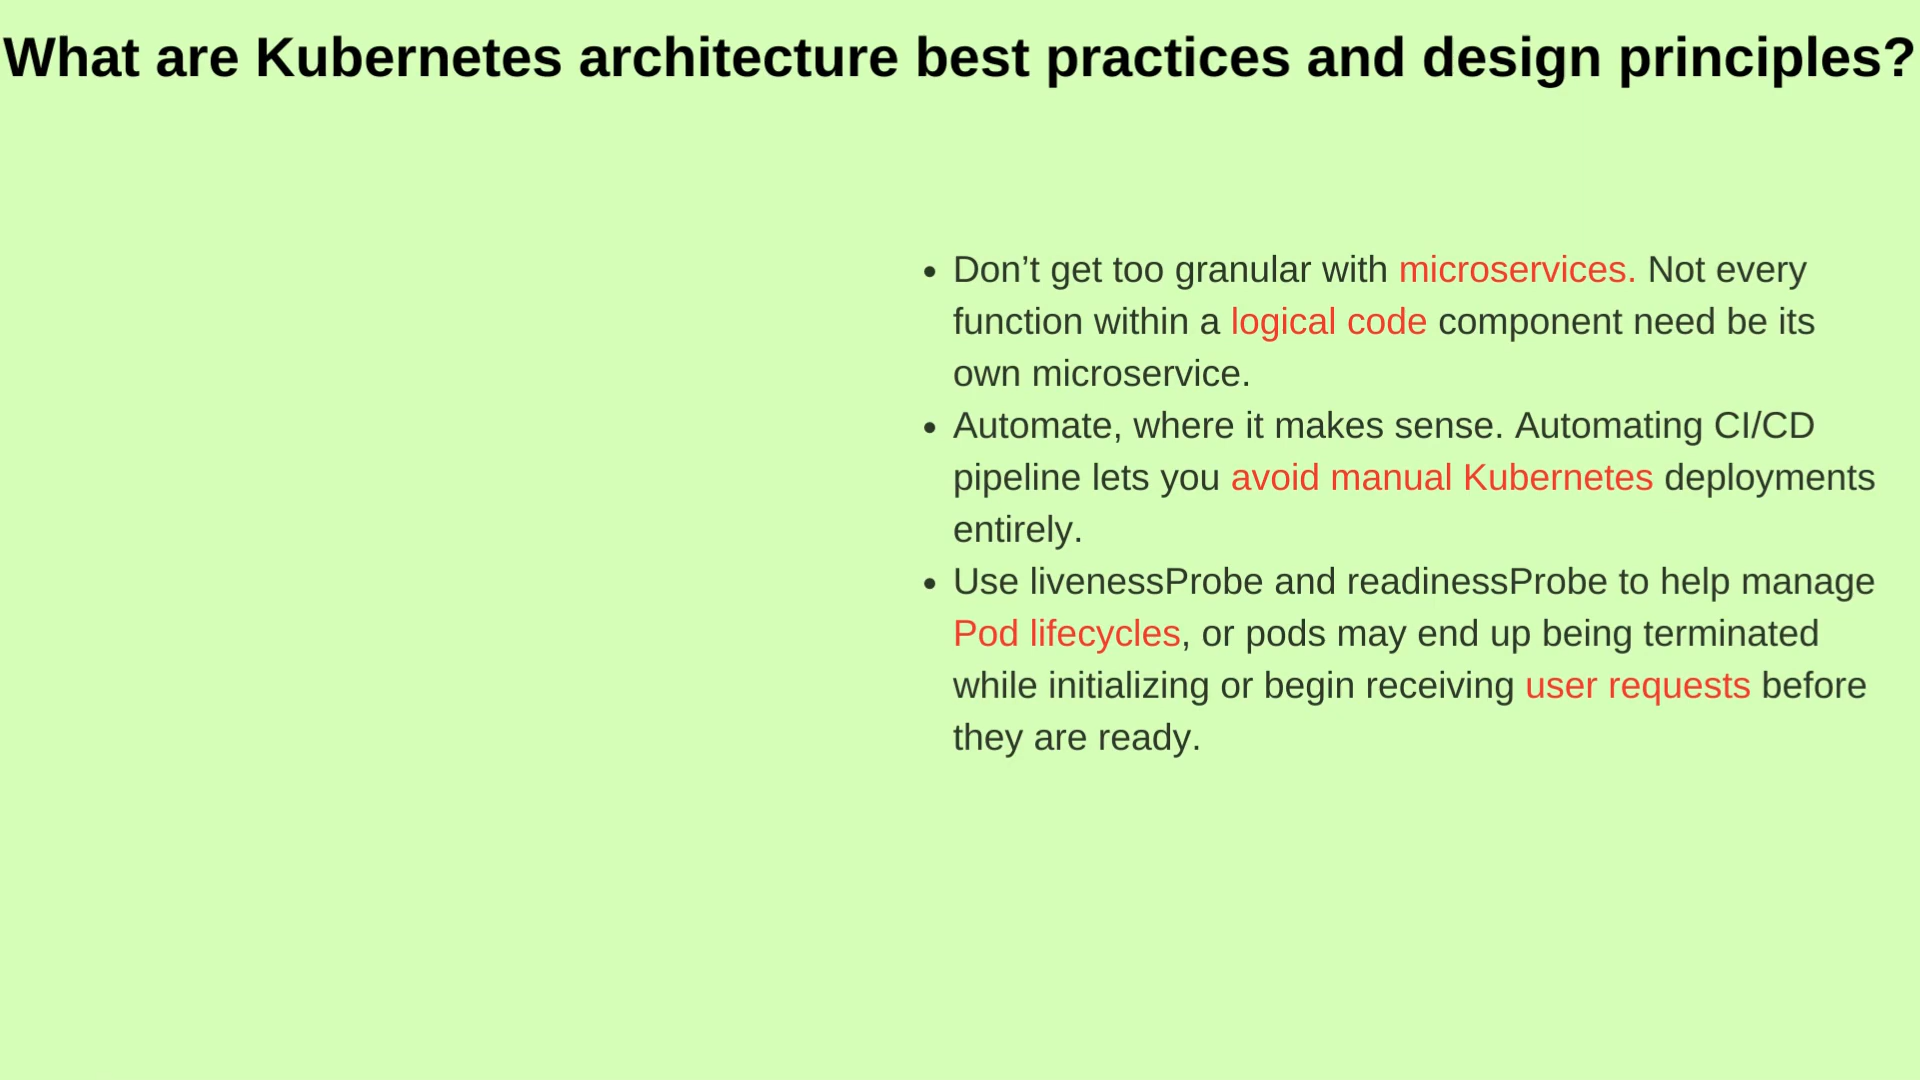 What are Kubernetes architecture best practices and design principles?
• Don’t get too granular with microservices. Not every
function within a logical code component need be its
own microservice.
• Automate, where it makes sense. Automating CI/CD
pipeline lets you avoid manual Kubernetes deployments
entirely.
• Use livenessProbe and readinessProbe to help manage
Pod lifecycles, or pods may end up being terminated
while initializing or begin receiving user requests before
they are ready.